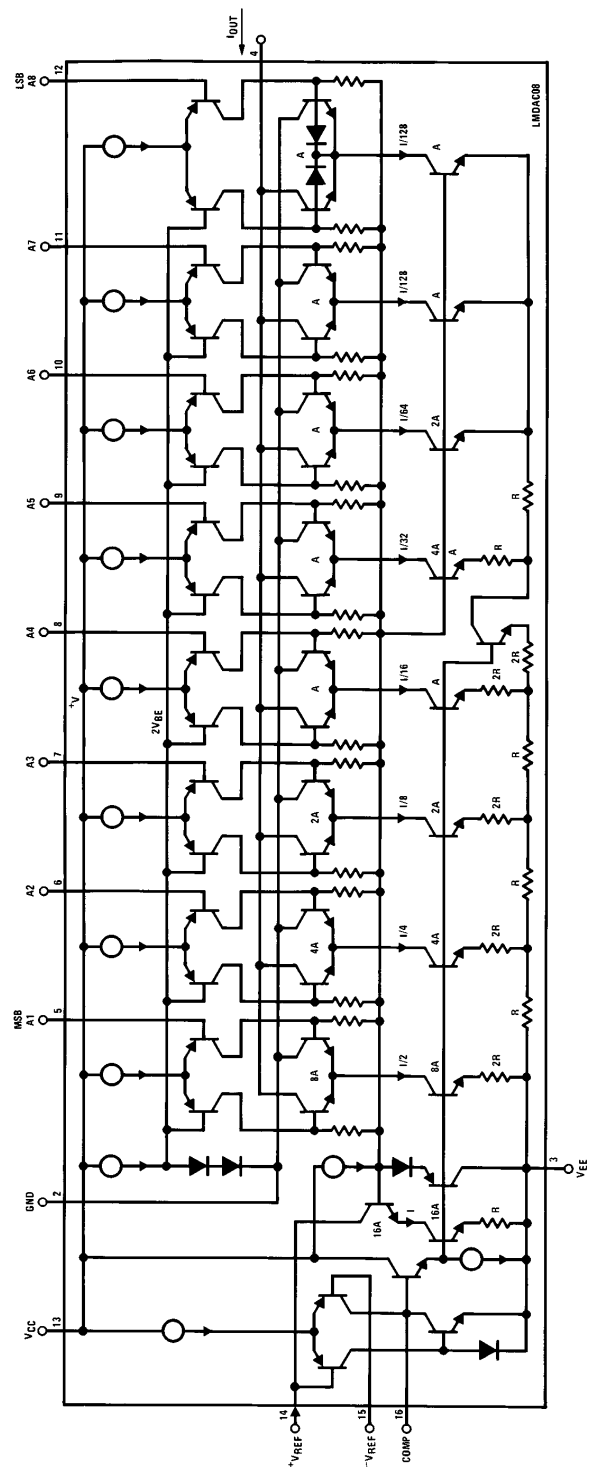 VCC
13
GND
2
MSB
A1
5
A2
6
A3
7
A4
8
A5
9
A6
10
A7
11
LSB
A8
12
+V
2VBE
IOUT
4
14
+VREF
15
−VREF
16
COMP
8A
4A
2A
A
A
A
A
A
16A
I
I/2
I/4
I/8
I/16
I/32
I/64
I/128
I/128
16A
8A
4A
2A
A
4A
A
2A
A
A
R
2R
2R
2R
2R
2R
R
R
R
R
R
3
VEE
LMDAC08